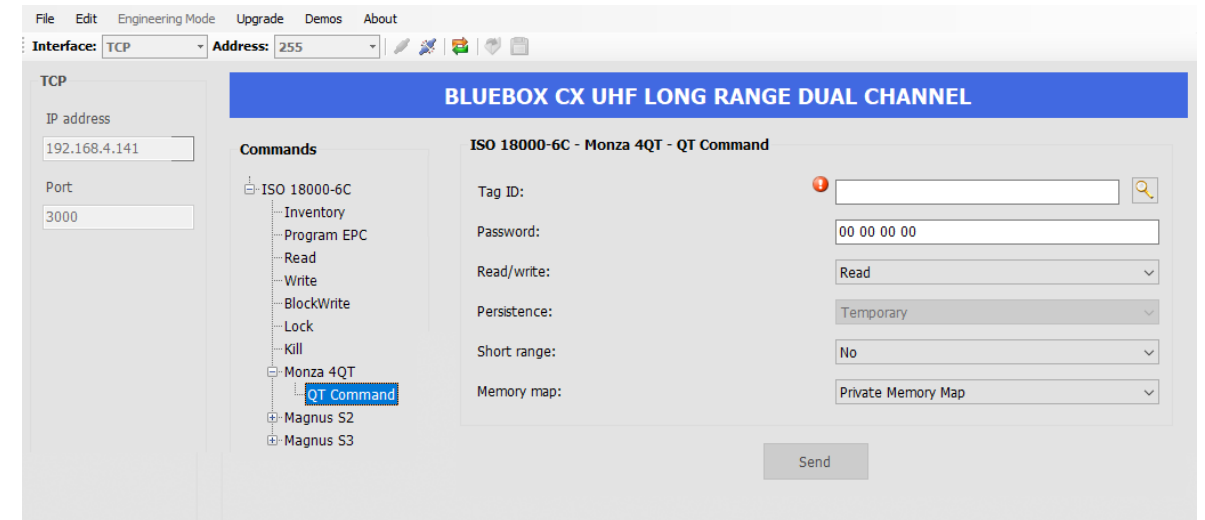 File Edit Engineering Mode Upgrade Demos About
Interface: TCP Address: 255
TCP
IP address
192.168.4.141
Port
3000
BLUEBOX CX UHF LONG RANGE DUAL CHANNEL
Commands
ISO 18000-6C
Inventory
Program EPC
Read
Write
BlockWrite
Lock
Kill
Monza 4QT
QT Command
Magnus S2
Magnus S3
ISO 18000-6C - Monza 4QT - QT Command
Tag ID:
Password: 00 00 00 00
Read/write: Read
Persistence: Temporary
Short range: No
Memory map: Private Memory Map
Send